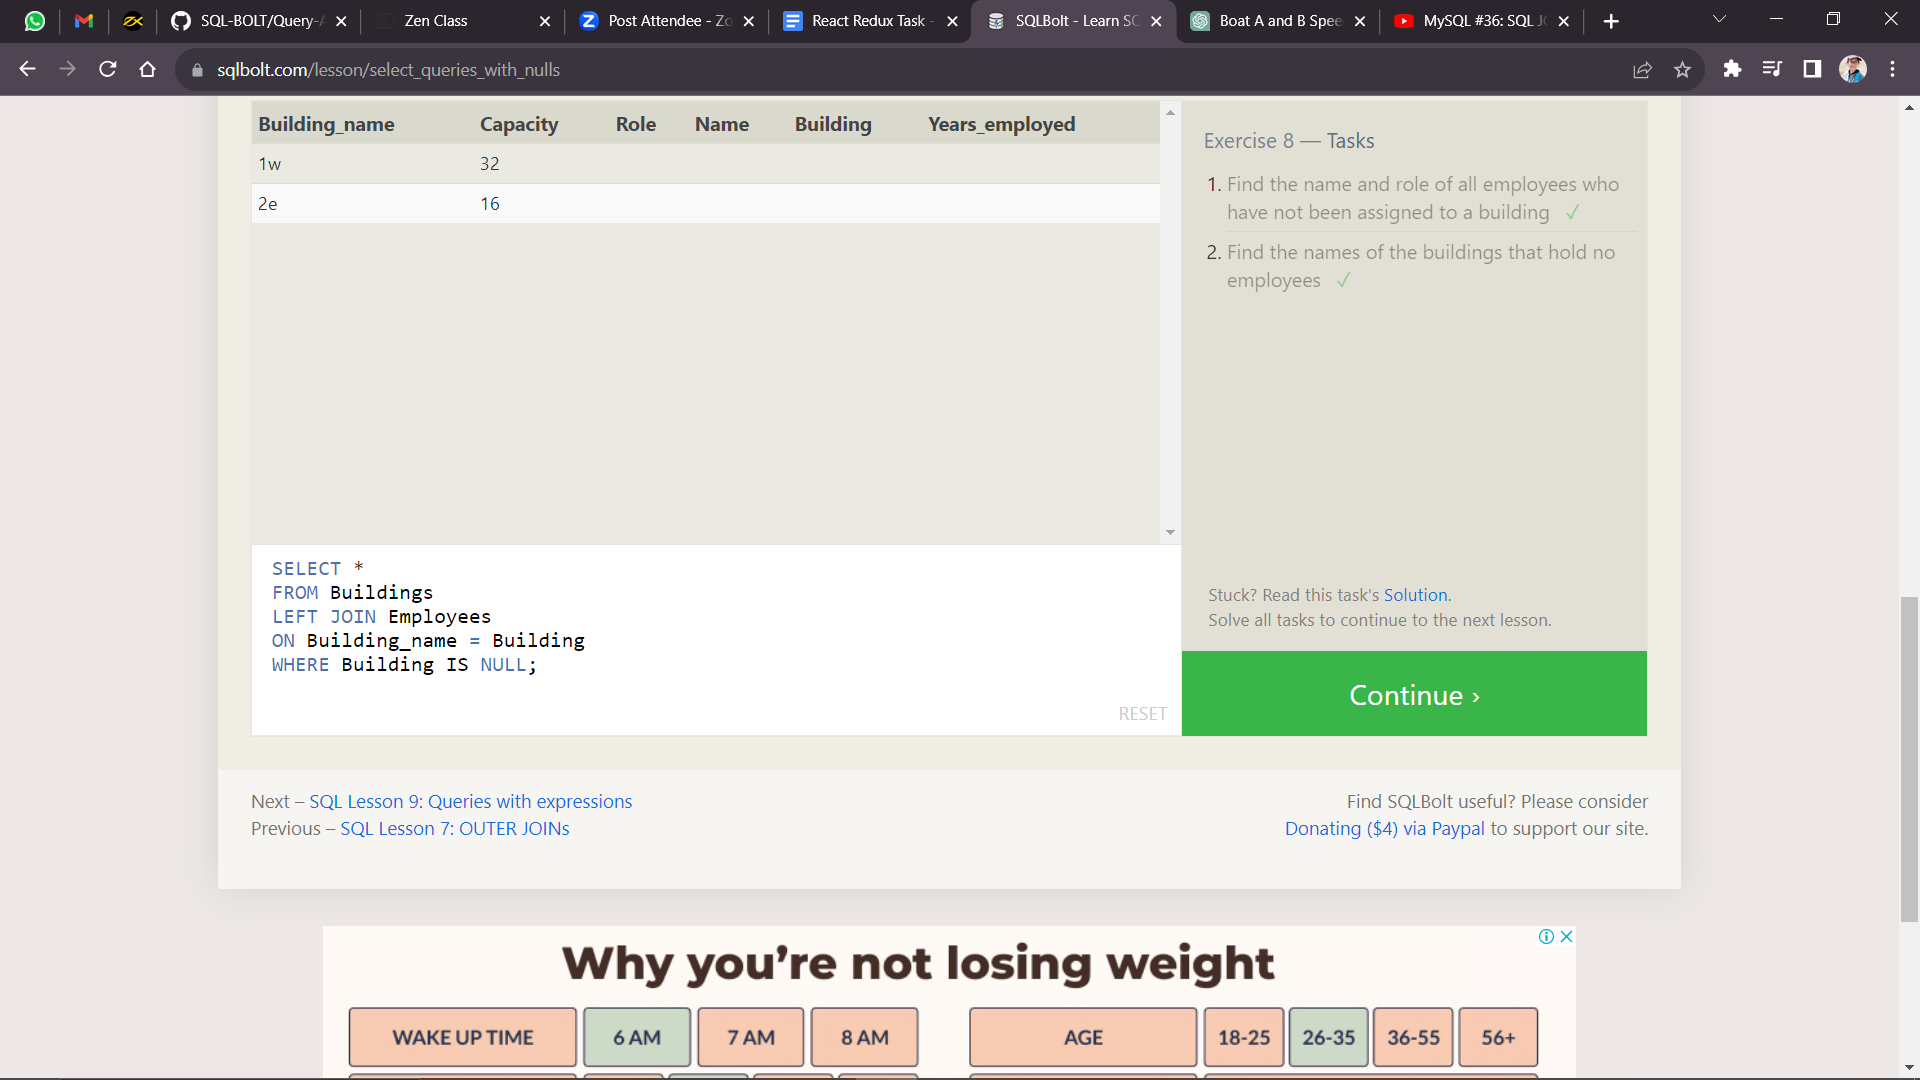 SQL-BOLT/Query-A
Zen Class
Post Attendee - Zo
React Redux Task -
SQLBolt - Learn SQ
Boat A and B Spee
MySQL #36: SQL JO
sqlbolt.com/lesson/select_queries_with_nulls
Building_name Capacity Role Name Building Years_employed
1w 32
2e 16
Exercise 8 — Tasks
1. Find the name and role of all employees who
have not been assigned to a building ✓
2. Find the names of the buildings that hold no
employees ✓
Stuck? Read this task's Solution.
Solve all tasks to continue to the next lesson.
Continue ›
SELECT *
FROM Buildings
LEFT JOIN Employees
ON Building_name = Building
WHERE Building IS NULL;
RESET
Next – SQL Lesson 9: Queries with expressions
Previous – SQL Lesson 7: OUTER JOINs
Find SQLBolt useful? Please consider
Donating ($4) via Paypal to support our site.
Why you're not losing weight
WAKE UP TIME 6 AM 7 AM 8 AM
AGE 18-25 26-35 36-55 56+